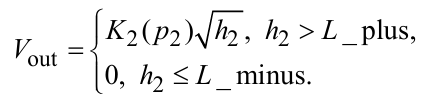 V_out = { K_2(p_2)√h_2, h_2 > L_plus,
0, h_2 ≤ L_minus.